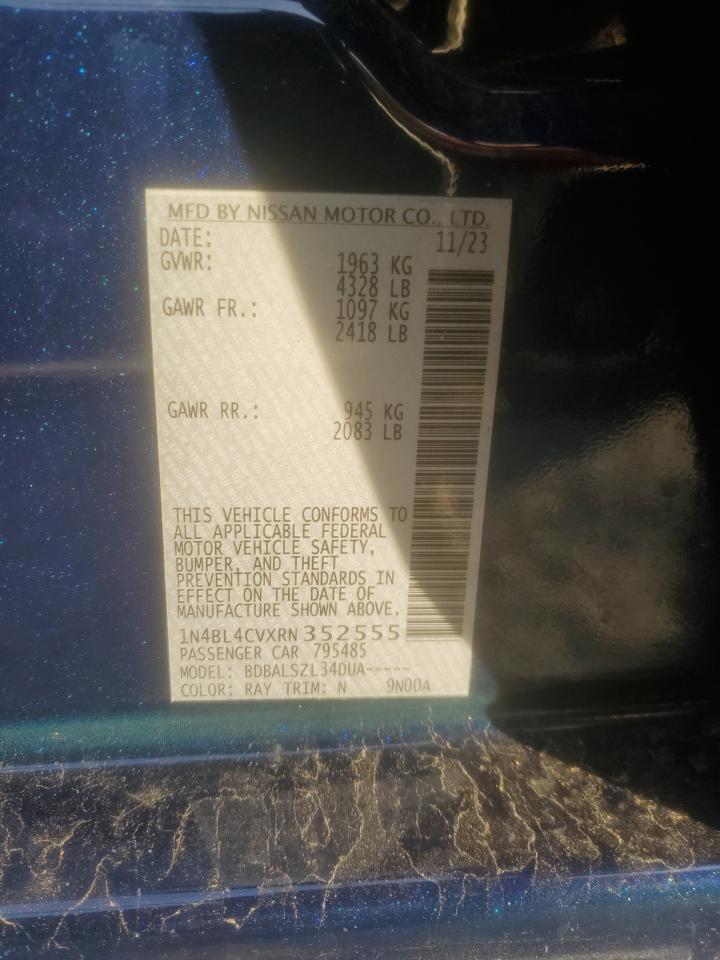 MFD BY NISSAN MOTOR CO., LTD.
DATE: 11/23
GVWR: 1963 KG
4328 LB
GAWR FR.: 1097 KG
2418 LB
GAWR RR.: 945 KG
2083 LB
THIS VEHICLE CONFORMS TO
ALL APPLICABLE FEDERAL
MOTOR VEHICLE SAFETY,
BUMPER, AND THEFT
PREVENTION STANDARDS IN
EFFECT ON THE DATE OF
MANUFACTURE SHOWN ABOVE.
1N4BL4CVXRN352555
PASSENGER CAR 795485
MODEL: BDBALSZL34DUA-----
COLOR: RAY TRIM: N 9N00A